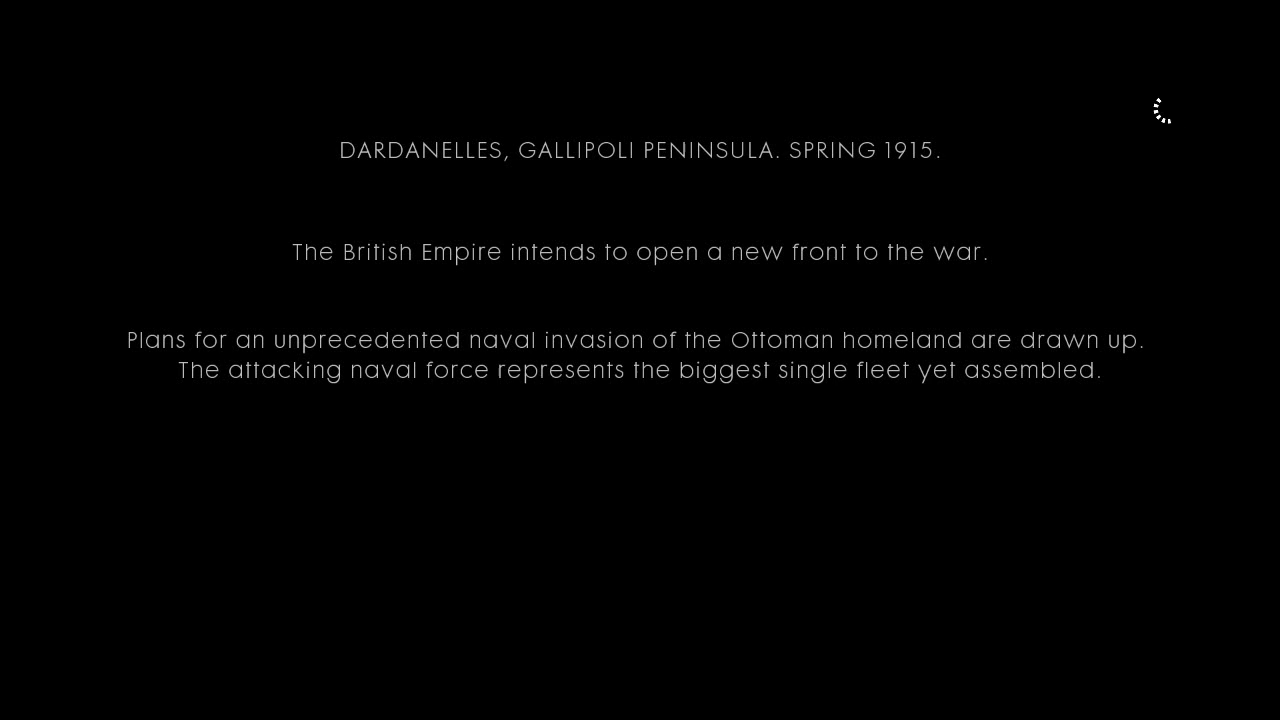 DARDANELLES, GALLIPOLI PENINSULA. SPRING 1915.
The British Empire intends to open a new front to the war.
Plans for an unprecedented naval invasion of the Ottoman homeland are drawn up.
The attacking naval force represents the biggest single fleet yet assembled.